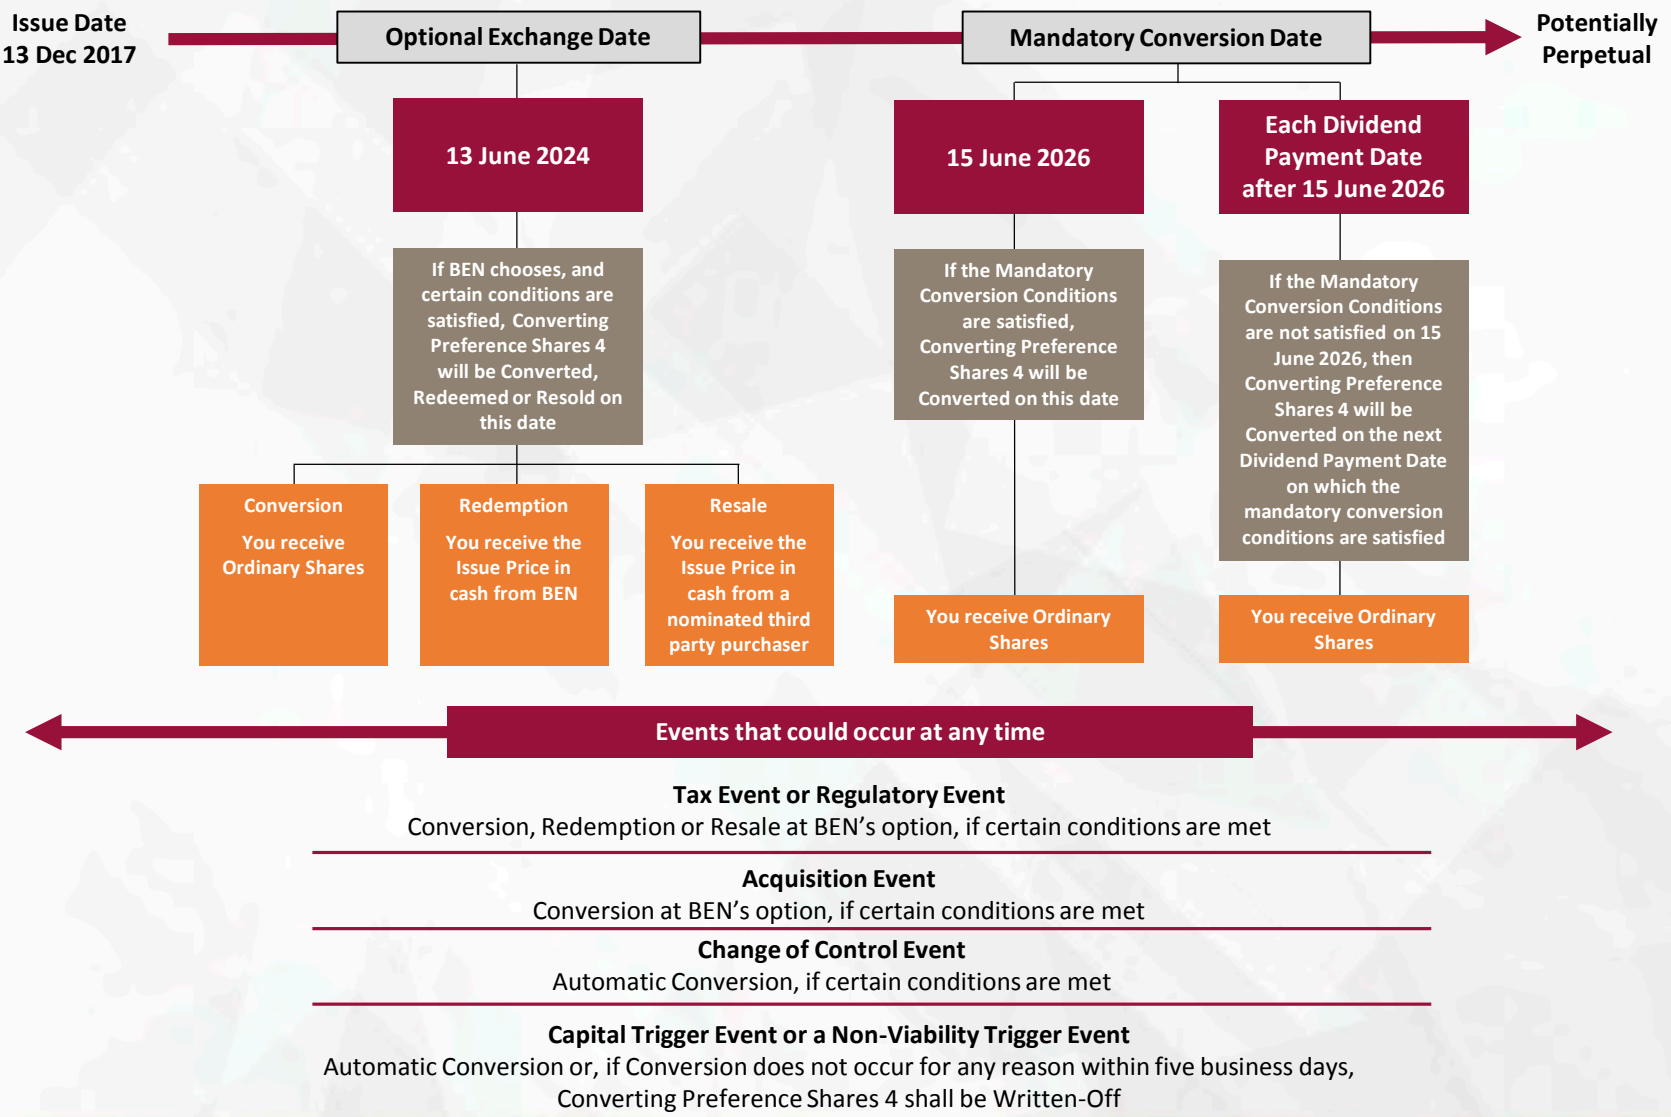 Issue Date
13 Dec 2017
Optional Exchange Date
Mandatory Conversion Date
Potentially
Perpetual
13 June 2024
15 June 2026
Each Dividend
Payment Date
after 15 June 2026
If BEN chooses, and
certain conditions are
satisfied, Converting
Preference Shares 4
will be Converted,
Redeemed or Resold on
this date
If the Mandatory
Conversion Conditions
are satisfied,
Converting Preference
Shares 4 will be
Converted on this date
If the Mandatory
Conversion Conditions
are not satisfied on 15
June 2026, then
Converting Preference
Shares 4 will be
Converted on the next
Dividend Payment Date
on which the
mandatory conversion
conditions are satisfied
Conversion
You receive
Ordinary Shares
Redemption
You receive the
Issue Price in
cash from BEN
Resale
You receive the
Issue Price in
cash from a
nominated third
party purchaser
You receive Ordinary
Shares
You receive Ordinary
Shares
Events that could occur at any time
Tax Event or Regulatory Event
Conversion, Redemption or Resale at BEN’s option, if certain conditions are met
Acquisition Event
Conversion at BEN’s option, if certain conditions are met
Change of Control Event
Automatic Conversion, if certain conditions are met
Capital Trigger Event or a Non-Viability Trigger Event
Automatic Conversion or, if Conversion does not occur for any reason within five business days,
Converting Preference Shares 4 shall be Written-Off